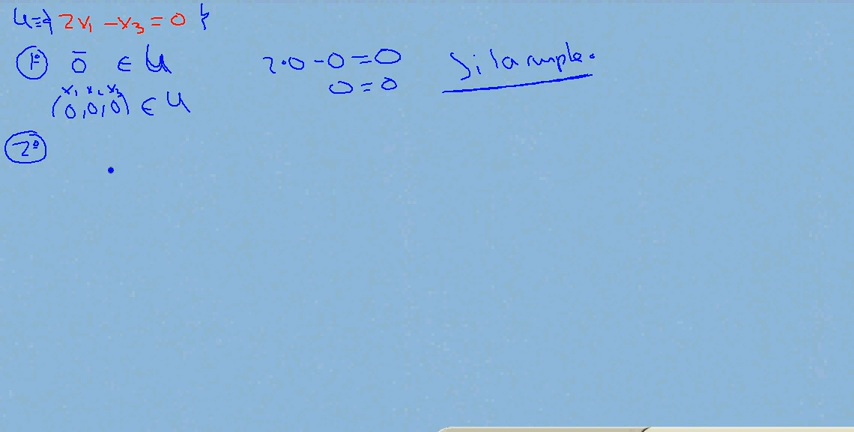 U={ 2x₁ - x₃ = 0 }
1º 0̄ ∈ U 2·0 - 0 = 0 Si la cumple.
x₁ x₂ x₃ 0 = 0
(0,0,0) ∈ U
2º